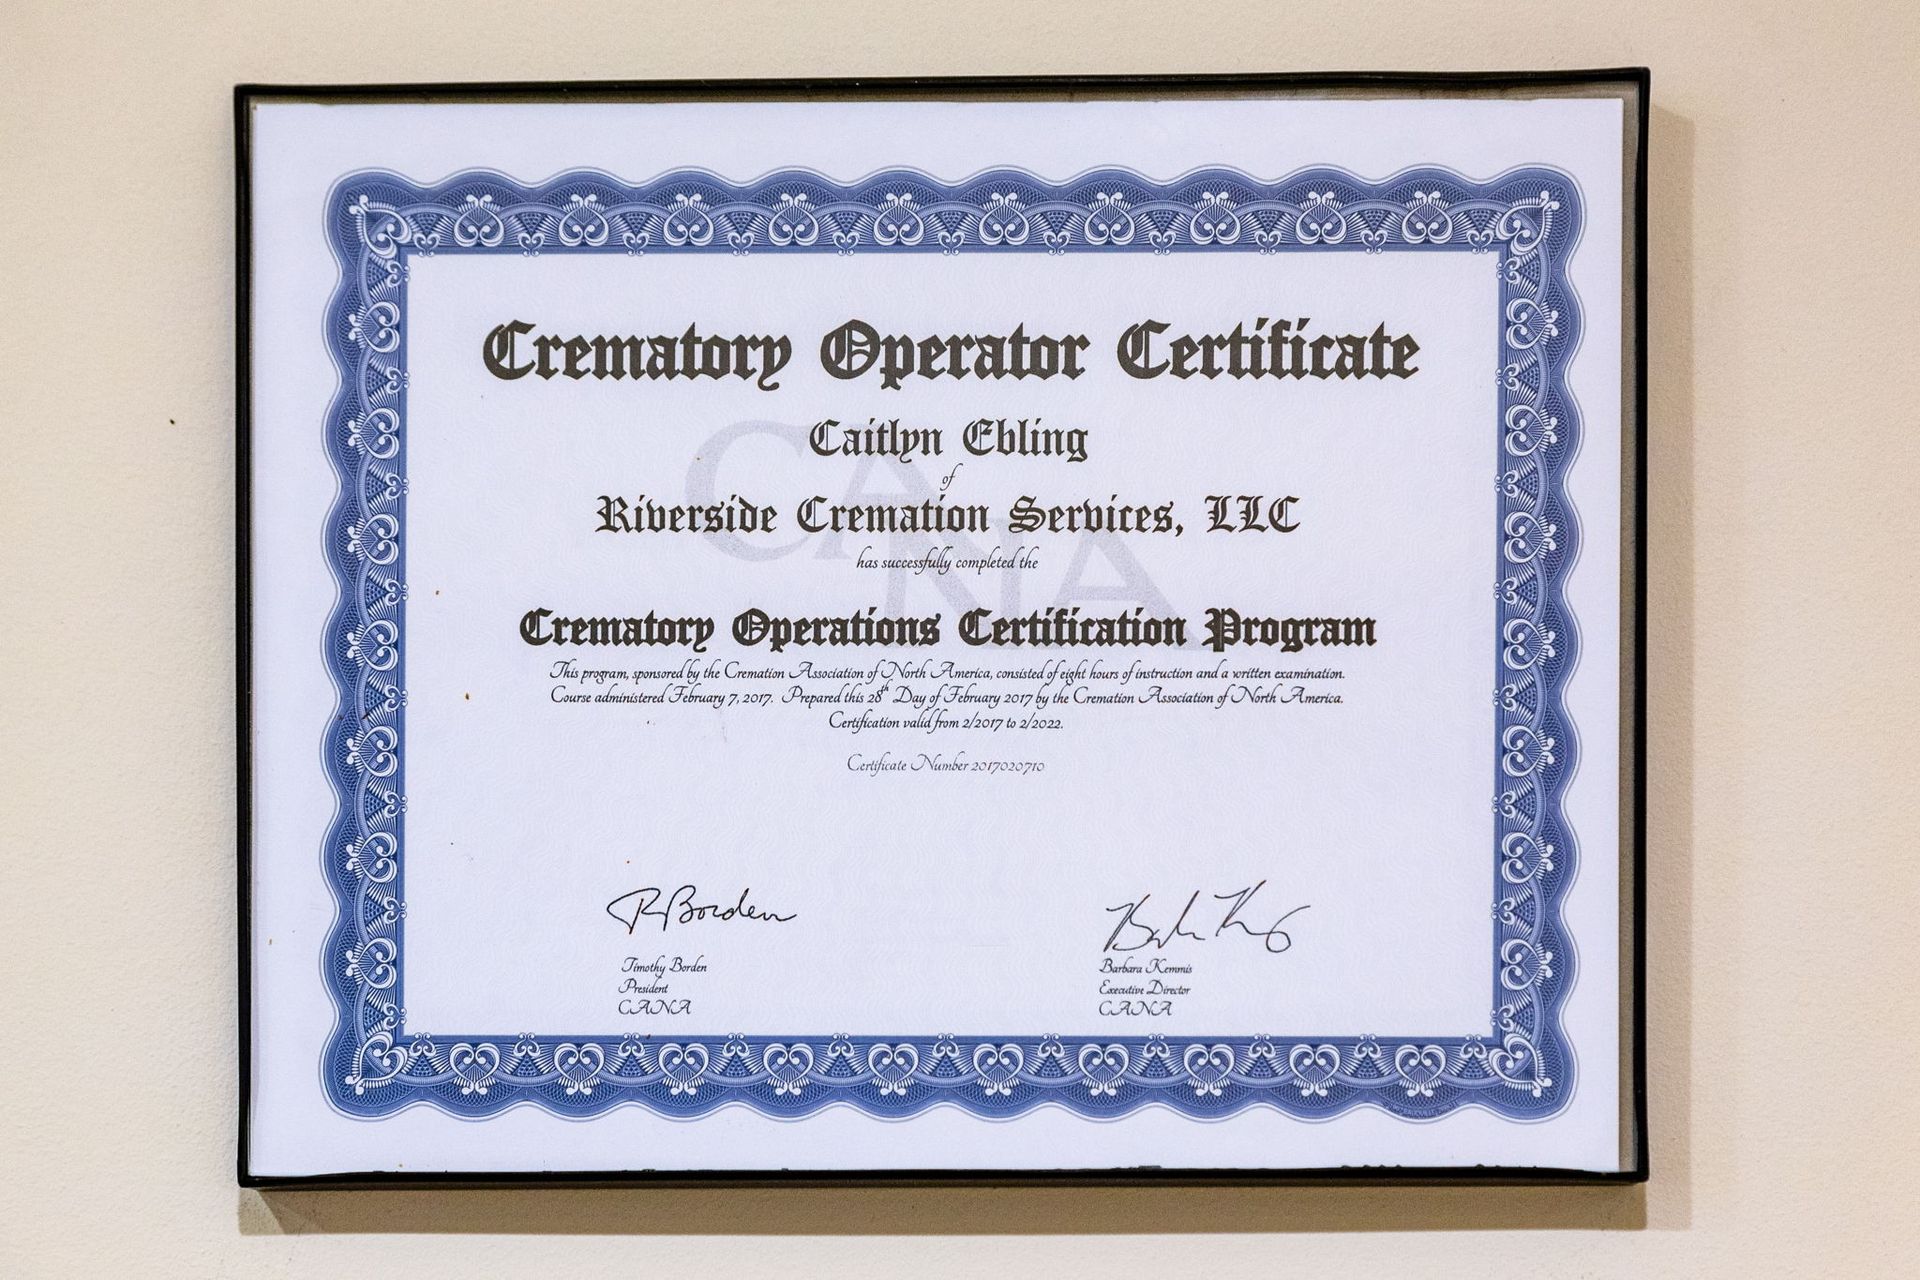 Crematory Operator Certificate
Caitlyn Ebling
of
Riverside Cremation Services, LLC
has successfully completed the
Crematory Operations Certification Program
This program, sponsored by the Cremation Association of North America, consisted of eight hours of instruction and a written examination.
Course administered February 7, 2017. Prepared this 28th Day of February 2017 by the Cremation Association of North America.
Certification valid from 2/2017 to 2/2022.
Certificate Number 2017020710
CANA
Timothy Borden
President
CANA
Barbara Kemmis
Executive Director
CANA